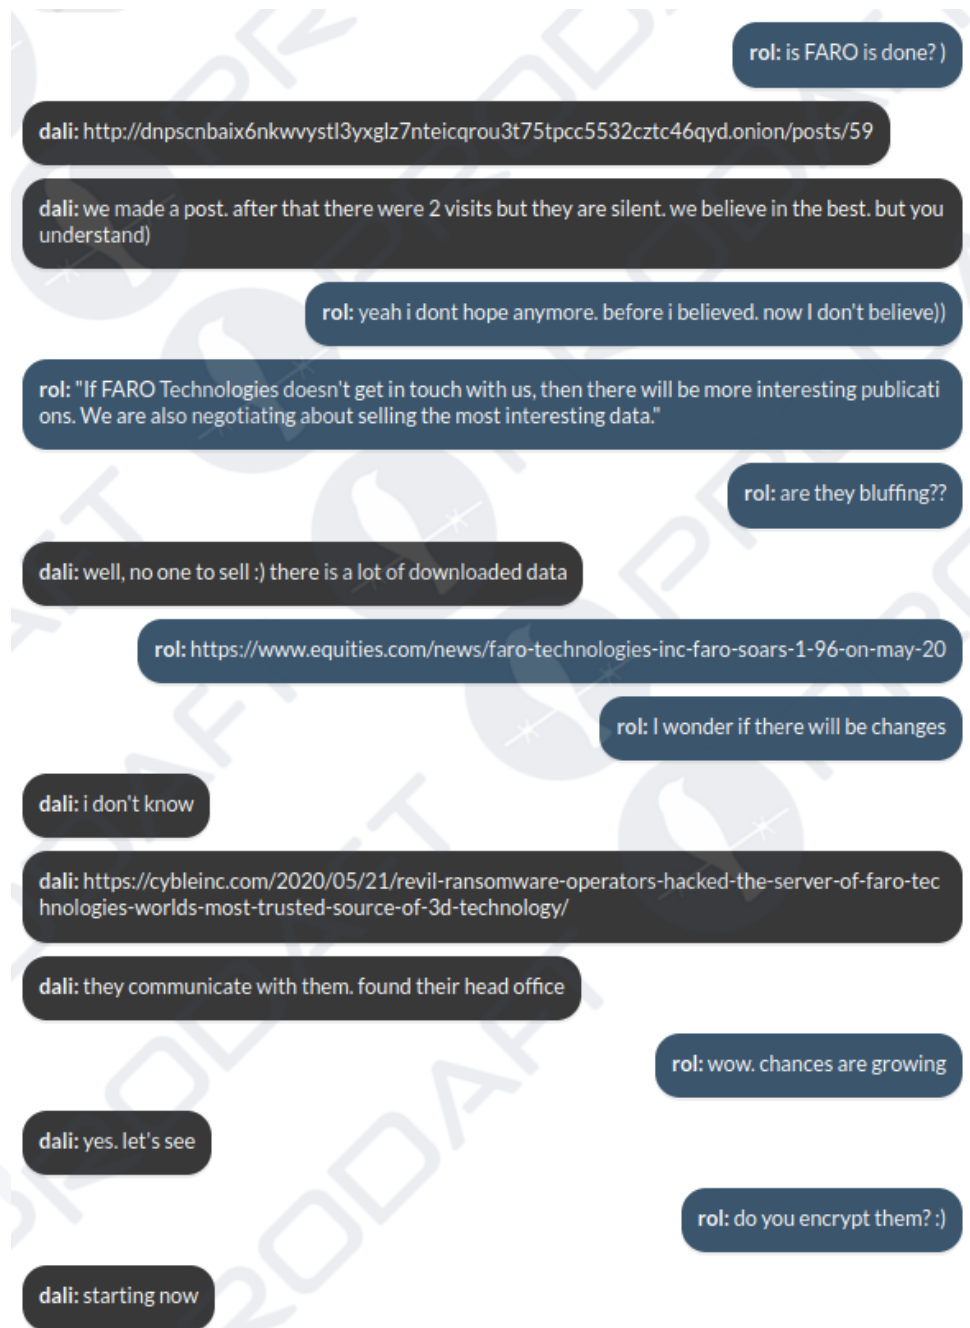 rol: is FARO is done? )
dali: http://dnpscnbaix6nkwvystl3yxglz7nteicqrou3t75tpcc5532cztc46qyd.onion/posts/59
dali: we made a post. after that there were 2 visits but they are silent. we believe in the best. but you
understand)
rol: yeah i dont hope anymore. before i believed. now I don't believe))
rol: "If FARO Technologies doesn't get in touch with us, then there will be more interesting publicati
ons. We are also negotiating about selling the most interesting data."
rol: are they bluffing??
dali: well, no one to sell :) there is a lot of downloaded data
rol: https://www.equities.com/news/faro-technologies-inc-faro-soars-1-96-on-may-20
rol: I wonder if there will be changes
dali: i don't know
dali: https://cybleinc.com/2020/05/21/revil-ransomware-operators-hacked-the-server-of-faro-tec
hnologies-worlds-most-trusted-source-of-3d-technology/
dali: they communicate with them. found their head office
rol: wow. chances are growing
dali: yes. let's see
rol: do you encrypt them? :)
dali: starting now